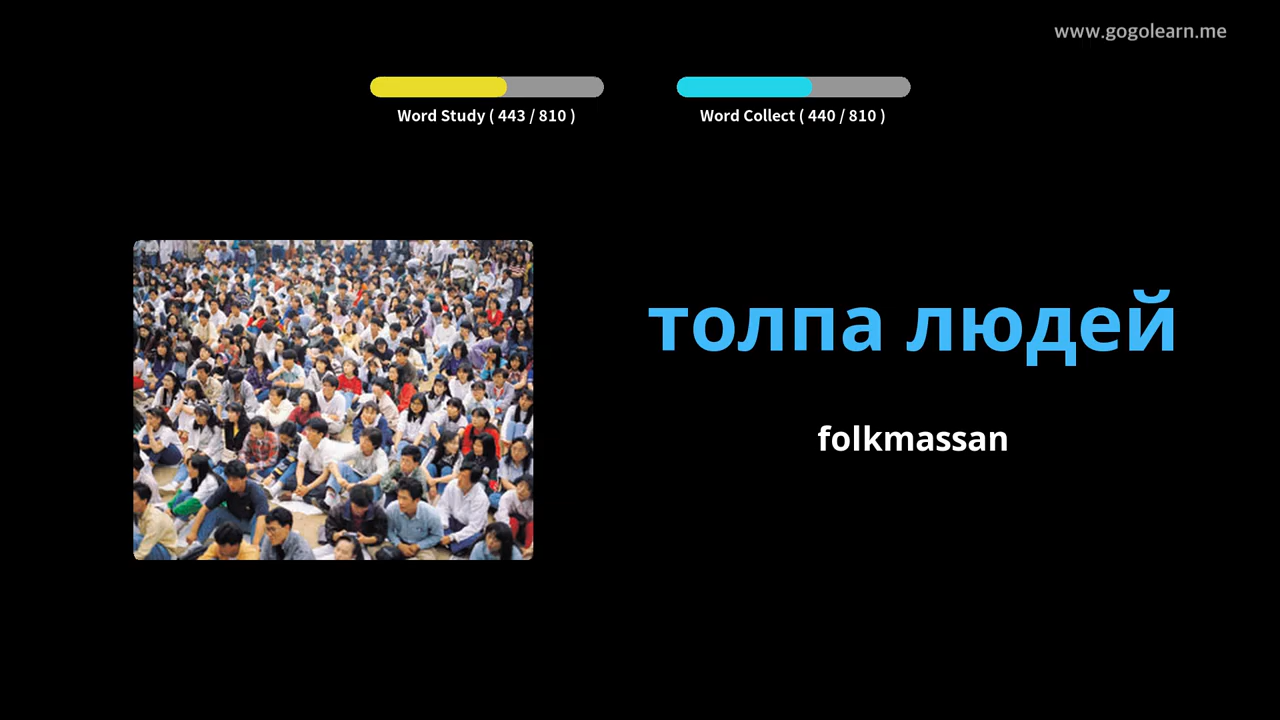 www.gogolearn.me
Word Study ( 443 / 810 )
Word Collect ( 440 / 810 )
толпа людей
folkmassan